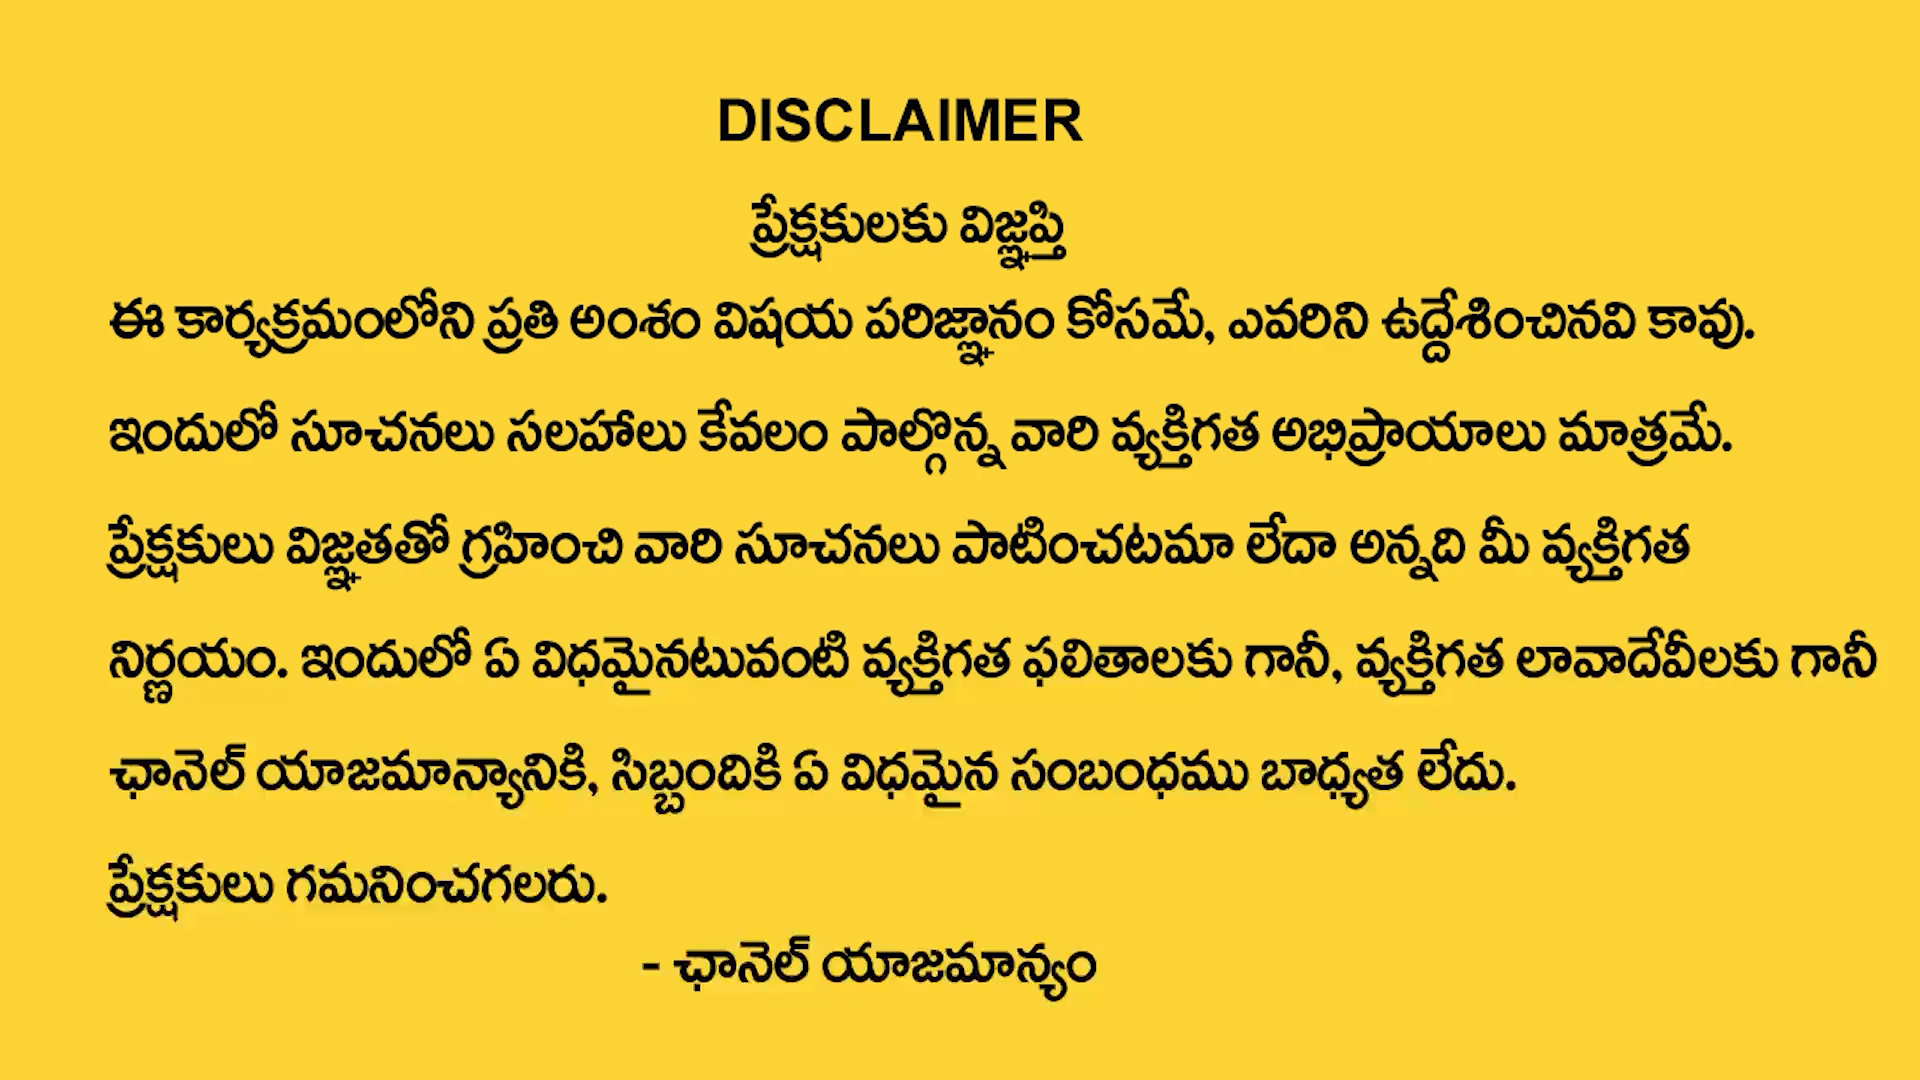 DISCLAIMER
ప్రేక్షకులకు విజ్ఞప్తి
ఈ కార్యక్రమంలోని ప్రతి అంశం విషయ పరిజ్ఞానం కోసమే, ఎవరిని ఉద్దేశించినవి కావు.
ఇందులో సూచనలు సలహాలు కేవలం పాల్గొన్న వారి వ్యక్తిగత అభిప్రాయాలు మాత్రమే.
ప్రేక్షకులు విజ్ఞతతో గ్రహించి వారి సూచనలు పాటించటమా లేదా అన్నది మీ వ్యక్తిగత
నిర్ణయం. ఇందులో ఏ విధమైనటువంటి వ్యక్తిగత ఫలితాలకు గానీ, వ్యక్తిగత లావాదేవీలకు గానీ
ఛానెల్ యాజమాన్యానికి, సిబ్బందికి ఏ విధమైన సంబంధము బాధ్యత లేదు.
ప్రేక్షకులు గమనించగలరు.
- ఛానెల్ యాజమాన్యం